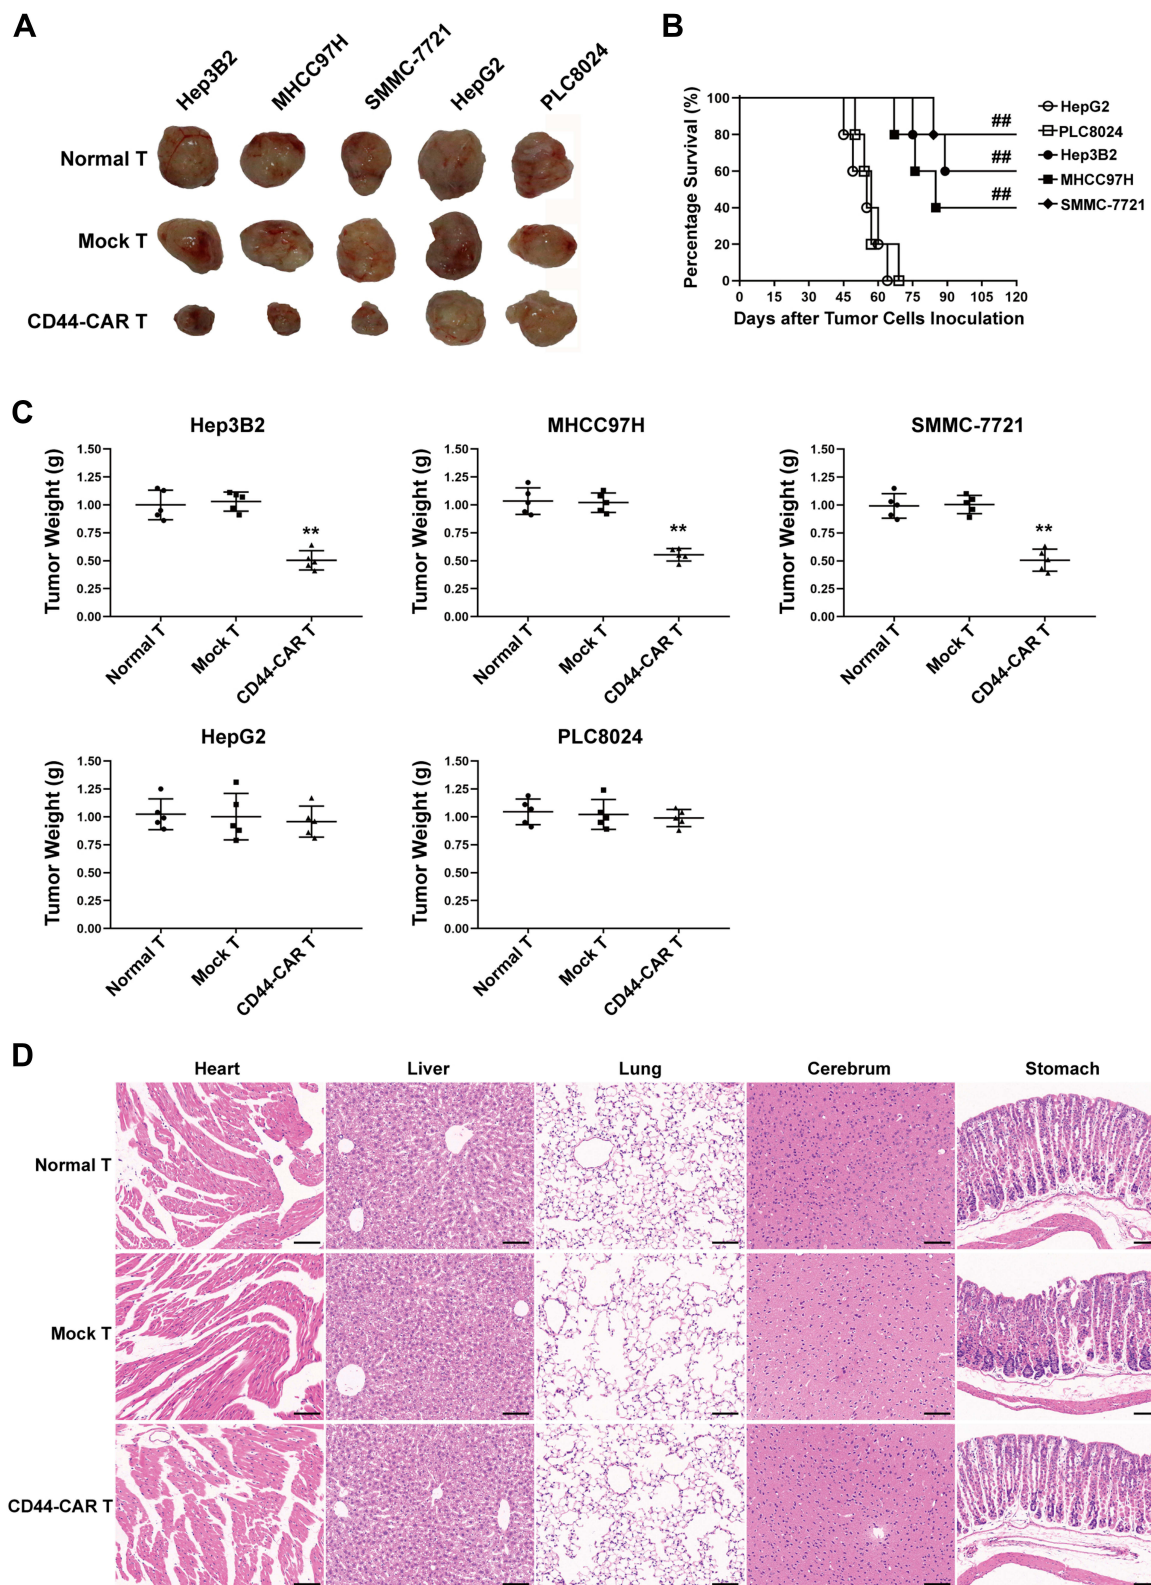 A
Hep3B2
MHCC97H
SMMC-7721
HepG2
PLC8024
Normal T
Mock T
CD44-CAR T
B
Percentage Survival (%)
100
80
60
40
20
0
0 15 30 45 60 75 90 105 120
Days after Tumor Cells Inoculation
##
##
##
HepG2
PLC8024
Hep3B2
MHCC97H
SMMC-7721
C
Hep3B2
Tumor Weight (g)
1.50
1.25
1.00
0.75
0.50
0.25
0.00
**
Normal T
Mock T
CD44-CAR T
MHCC97H
Tumor Weight (g)
1.50
1.25
1.00
0.75
0.50
0.25
0.00
**
Normal T
Mock T
CD44-CAR T
SMMC-7721
Tumor Weight (g)
1.50
1.25
1.00
0.75
0.50
0.25
0.00
**
Normal T
Mock T
CD44-CAR T
HepG2
Tumor Weight (g)
1.50
1.25
1.00
0.75
0.50
0.25
0.00
Normal T
Mock T
CD44-CAR T
PLC8024
Tumor Weight (g)
1.50
1.25
1.00
0.75
0.50
0.25
0.00
Normal T
Mock T
CD44-CAR T
D
Heart Liver Lung Cerebrum Stomach
Normal T
Mock T
CD44-CAR T